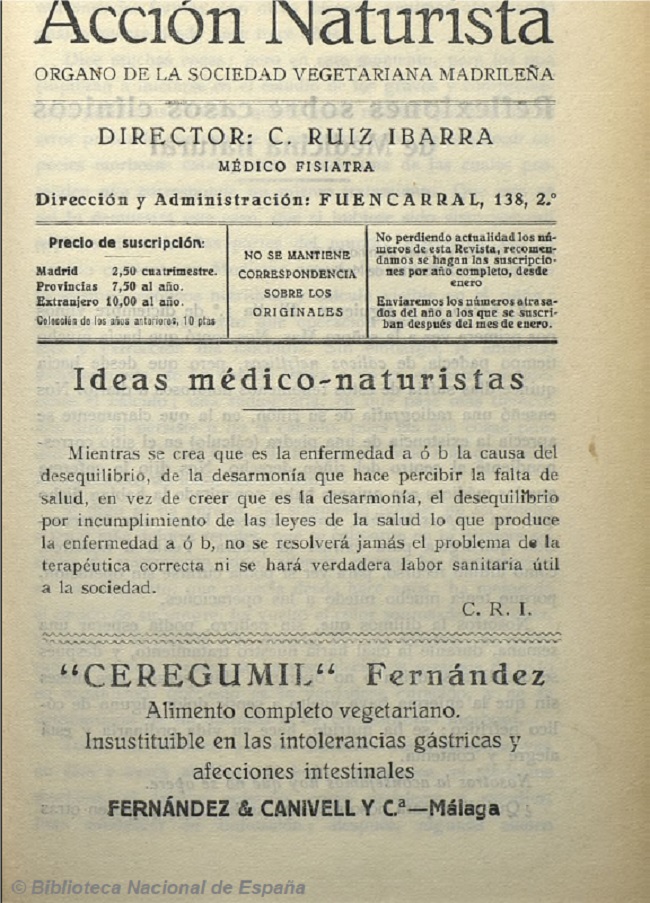 Acción Naturista
ORGANO DE LA SOCIEDAD VEGETARIANA MADRILEÑA
DIRECTOR: C. RUIZ IBARRA
MÉDICO FISIATRA
Dirección y Administración: FUENCARRAL, 138, 2.º
Precio de suscripción:
Madrid 2,50 cuatrimestre.
Provincias 7,50 al año.
Extranjero 10,00 al año.
Colección de los años anteriores, 10 ptas
NO SE MANTIENE
CORRESPONDENCIA
SOBRE LOS
ORIGINALES
No perdiendo actualidad los nú-
meros de esta Revista, recomen-
damos se hagan las suscripcio-
nes por año completo, desde
enero
Enviaremos los números atrasa-
dos del año a los que se suscri-
ban después del mes de enero.
Ideas médico-naturistas
Mientras se crea que es la enfermedad a ó b la causa del
desequilibrio, de la desarmonía que hace percibir la falta de
salud, en vez de creer que es la desarmonía, el desequilibrio
por incumplimiento de las leyes de la salud lo que produce
la enfermedad a ó b, no se resolverá jamás el problema de la
terapéutica correcta ni se hará verdadera labor sanitaria útil
a la sociedad.
C. R. I.
“CEREGUMIL“ Fernández
Alimento completo vegetariano.
Insustituible en las intolerancias gástricas y
afecciones intestinales
FERNÁNDEZ & CANIVELL Y C.ª—Málaga
© Biblioteca Nacional de España